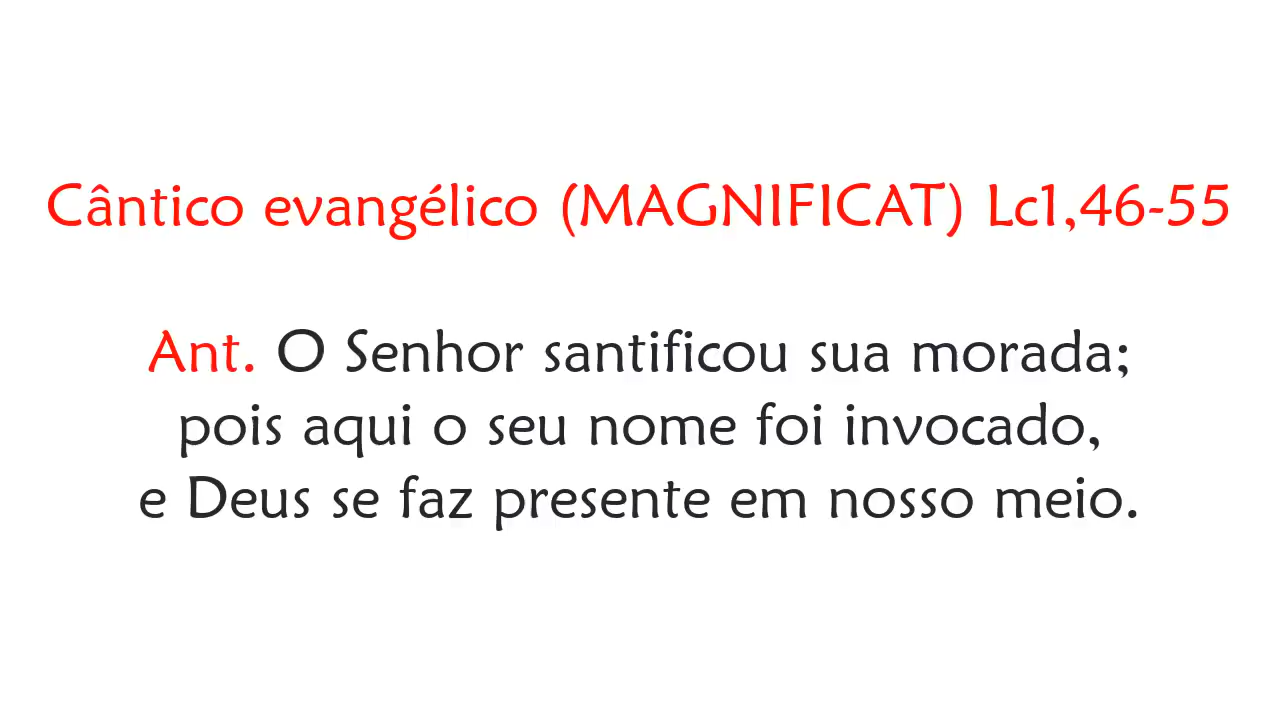 Cântico evangélico (MAGNIFICAT) Lc1,46-55
Ant. O Senhor santificou sua morada;
pois aqui o seu nome foi invocado,
e Deus se faz presente em nosso meio.